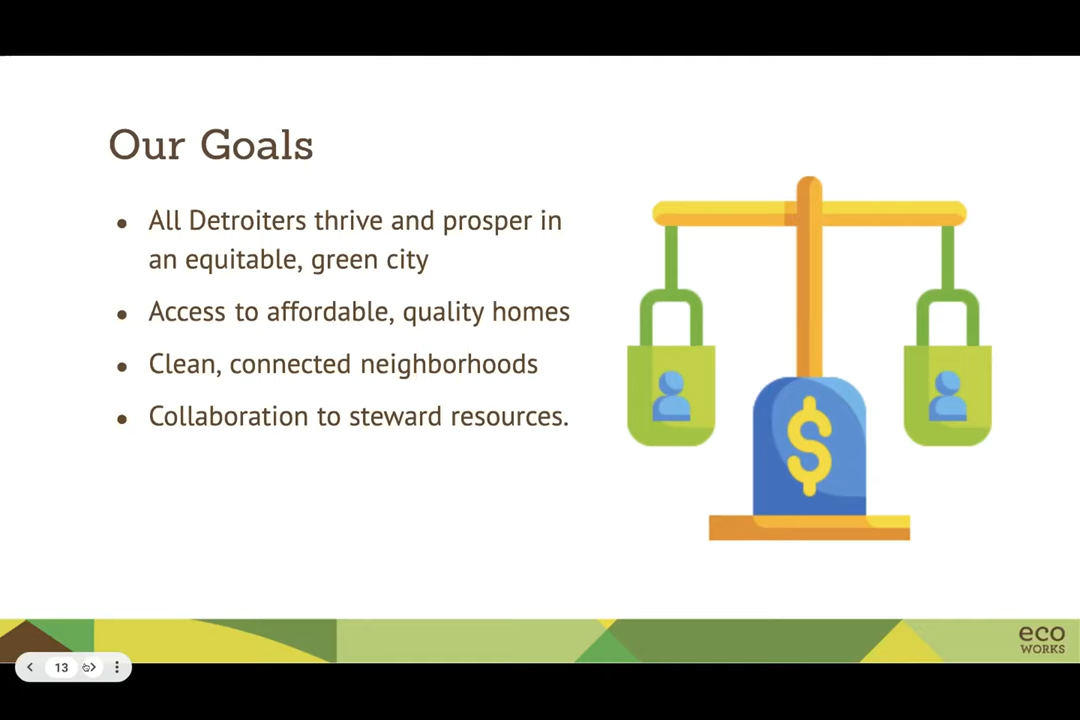 Our Goals
• All Detroiters thrive and prosper in
an equitable, green city
• Access to affordable, quality homes
• Clean, connected neighborhoods
• Collaboration to steward resources.
$
eco
WORKS
13